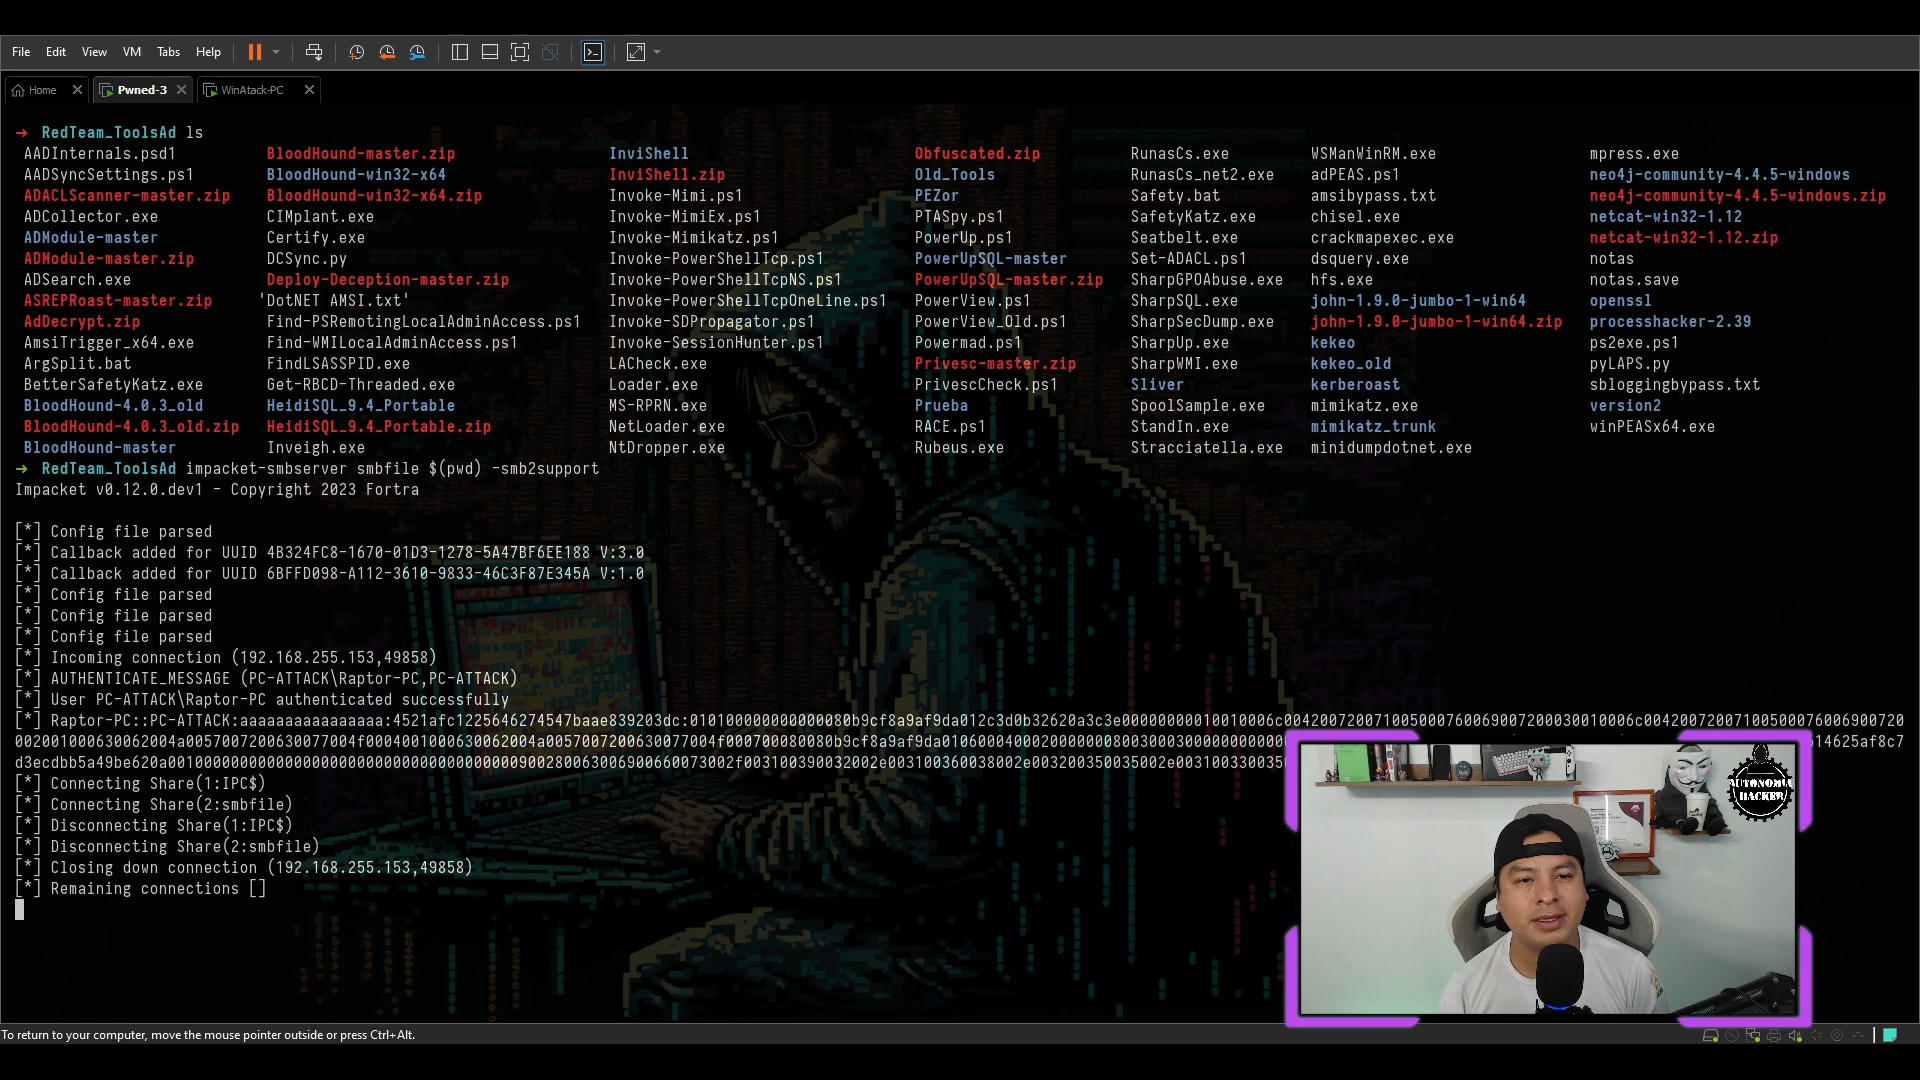 File Edit View VM Tabs Help
Home Pwned-3 WinAtack-PC
→ RedTeam_ToolsAd ls
AADInternals.psd1 BloodHound-master.zip InviShell Obfuscated.zip RunasCs.exe WSManWinRM.exe mpress.exe
AADSyncSettings.ps1 BloodHound-win32-x64 InviShell.zip Old_Tools RunasCs_net2.exe adPEAS.ps1 neo4j-community-4.4.5-windows
ADACLScanner-master.zip BloodHound-win32-x64.zip Invoke-Mimi.ps1 PEZor Safety.bat amsibypass.txt neo4j-community-4.4.5-windows.zip
ADCollector.exe CIMplant.exe Invoke-MimiEx.ps1 PTASpy.ps1 SafetyKatz.exe chisel.exe netcat-win32-1.12
ADModule-master Certify.exe Invoke-Mimikatz.ps1 PowerUp.ps1 Seatbelt.exe crackmapexec.exe netcat-win32-1.12.zip
ADModule-master.zip DCSync.py Invoke-PowerShellTcp.ps1 PowerUpSQL-master Set-ADACL.ps1 dsquery.exe notas
ADSearch.exe Deploy-Deception-master.zip Invoke-PowerShellTcpNS.ps1 PowerUpSQL-master.zip SharpGPOAbuse.exe hfs.exe notas.save
ASREPRoast-master.zip 'DotNET AMSI.txt' Invoke-PowerShellTcpOneLine.ps1 PowerView.ps1 SharpSQL.exe john-1.9.0-jumbo-1-win64 openssl
AdDecrypt.zip Find-PSRemotingLocalAdminAccess.ps1 Invoke-SDPropagator.ps1 PowerView_Old.ps1 SharpSecDump.exe john-1.9.0-jumbo-1-win64.zip processhacker-2.39
AmsiTrigger_x64.exe Find-WMILocalAdminAccess.ps1 Invoke-SessionHunter.ps1 Powermad.ps1 SharpUp.exe kekeo ps2exe.ps1
ArgSplit.bat FindLSASSPID.exe LACheck.exe Privesc-master.zip SharpWMI.exe kekeo_old pyLAPS.py
BetterSafetyKatz.exe Get-RBCD-Threaded.exe Loader.exe PrivescCheck.ps1 Sliver kerberoast sbloggingbypass.txt
BloodHound-4.0.3_old HeidiSQL_9.4_Portable MS-RPRN.exe Prueba SpoolSample.exe mimikatz.exe version2
BloodHound-4.0.3_old.zip HeidiSQL_9.4_Portable.zip NetLoader.exe RACE.ps1 StandIn.exe mimikatz_trunk winPEASx64.exe
BloodHound-master Inveigh.exe NtDropper.exe Rubeus.exe Stracciatella.exe minidumpdotnet.exe
→ RedTeam_ToolsAd impacket-smbserver smbfile $(pwd) -smb2support
Impacket v0.12.0.dev1 - Copyright 2023 Fortra
[*] Config file parsed
[*] Callback added for UUID 4B324FC8-1670-01D3-1278-5A47BF6EE188 V:3.0
[*] Callback added for UUID 6BFFD098-A112-3610-9833-46C3F87E345A V:1.0
[*] Config file parsed
[*] Config file parsed
[*] Config file parsed
[*] Incoming connection (192.168.255.153,49858)
[*] AUTHENTICATE_MESSAGE (PC-ATTACK\Raptor-PC,PC-ATTACK)
[*] User PC-ATTACK\Raptor-PC authenticated successfully
[*] Raptor-PC::PC-ATTACK:
[*] Connecting Share(1:IPC$)
[*] Connecting Share(2:smbfile)
[*] Disconnecting Share(1:IPC$)
[*] Disconnecting Share(2:smbfile)
[*] Closing down connection (192.168.255.153,49858)
[*] Remaining connections []
HACKER
To return to your computer, move the mouse pointer outside or press Ctrl+Alt.